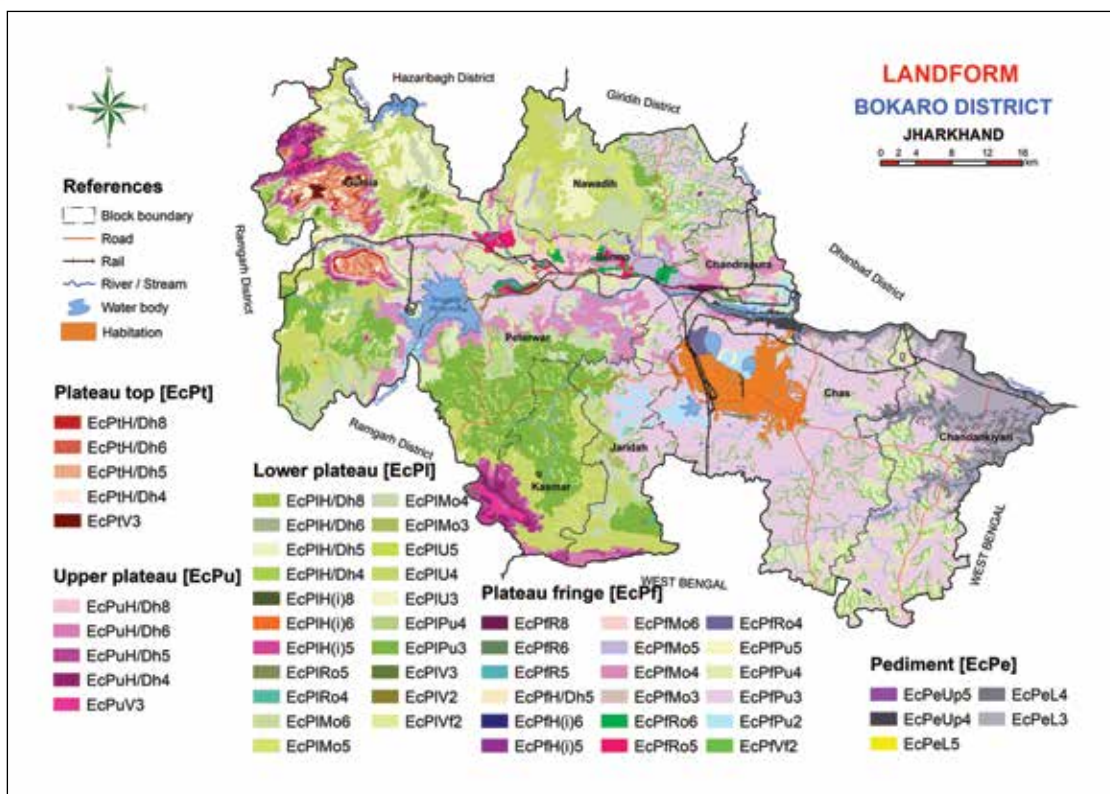 LANDFORM
BOKARO DISTRICT
JHARKHAND
0 2 4 8 12 16
km
N
W E
S
Hazaribagh District
Giridih District
Ramgarh District
Dhanbad District
Ramgarh District
WEST BENGAL
WEST BENGAL
Gumia
Nawadih
Bermo
Chandrapura
Peterwar
Chas
Jaridah
Kasmar
Chandankiyari
References
Block boundary
Road
Rail
River / Stream
Water body
Habitation
Plateau top [EcPt]
EcPtH/Dh8
EcPtH/Dh6
EcPtH/Dh5
EcPtH/Dh4
EcPtV3
Upper plateau [EcPu]
EcPuH/Dh8
EcPuH/Dh6
EcPuH/Dh5
EcPuH/Dh4
EcPuV3
Lower plateau [EcPl]
EcPlH/Dh8
EcPlH/Dh6
EcPlH/Dh5
EcPlH/Dh4
EcPlH(i)8
EcPlH(i)6
EcPlH(i)5
EcPlRo5
EcPlRo4
EcPlMo6
EcPlMo5
EcPlMo4
EcPlMo3
EcPlU5
EcPlU4
EcPlU3
EcPlPu4
EcPlPu3
EcPlV3
EcPlV2
EcPlVf2
Plateau fringe [EcPf]
EcPfR8
EcPfR6
EcPfR5
EcPfH/Dh5
EcPfH(i)6
EcPfH(i)5
EcPfMo6
EcPfMo5
EcPfMo4
EcPfMo3
EcPfRo6
EcPfRo5
EcPfRo4
EcPfPu5
EcPfPu4
EcPfPu3
EcPfPu2
EcPfVf2
Pediment [EcPe]
EcPeUp5
EcPeUp4
EcPeL5
EcPeL4
EcPeL3